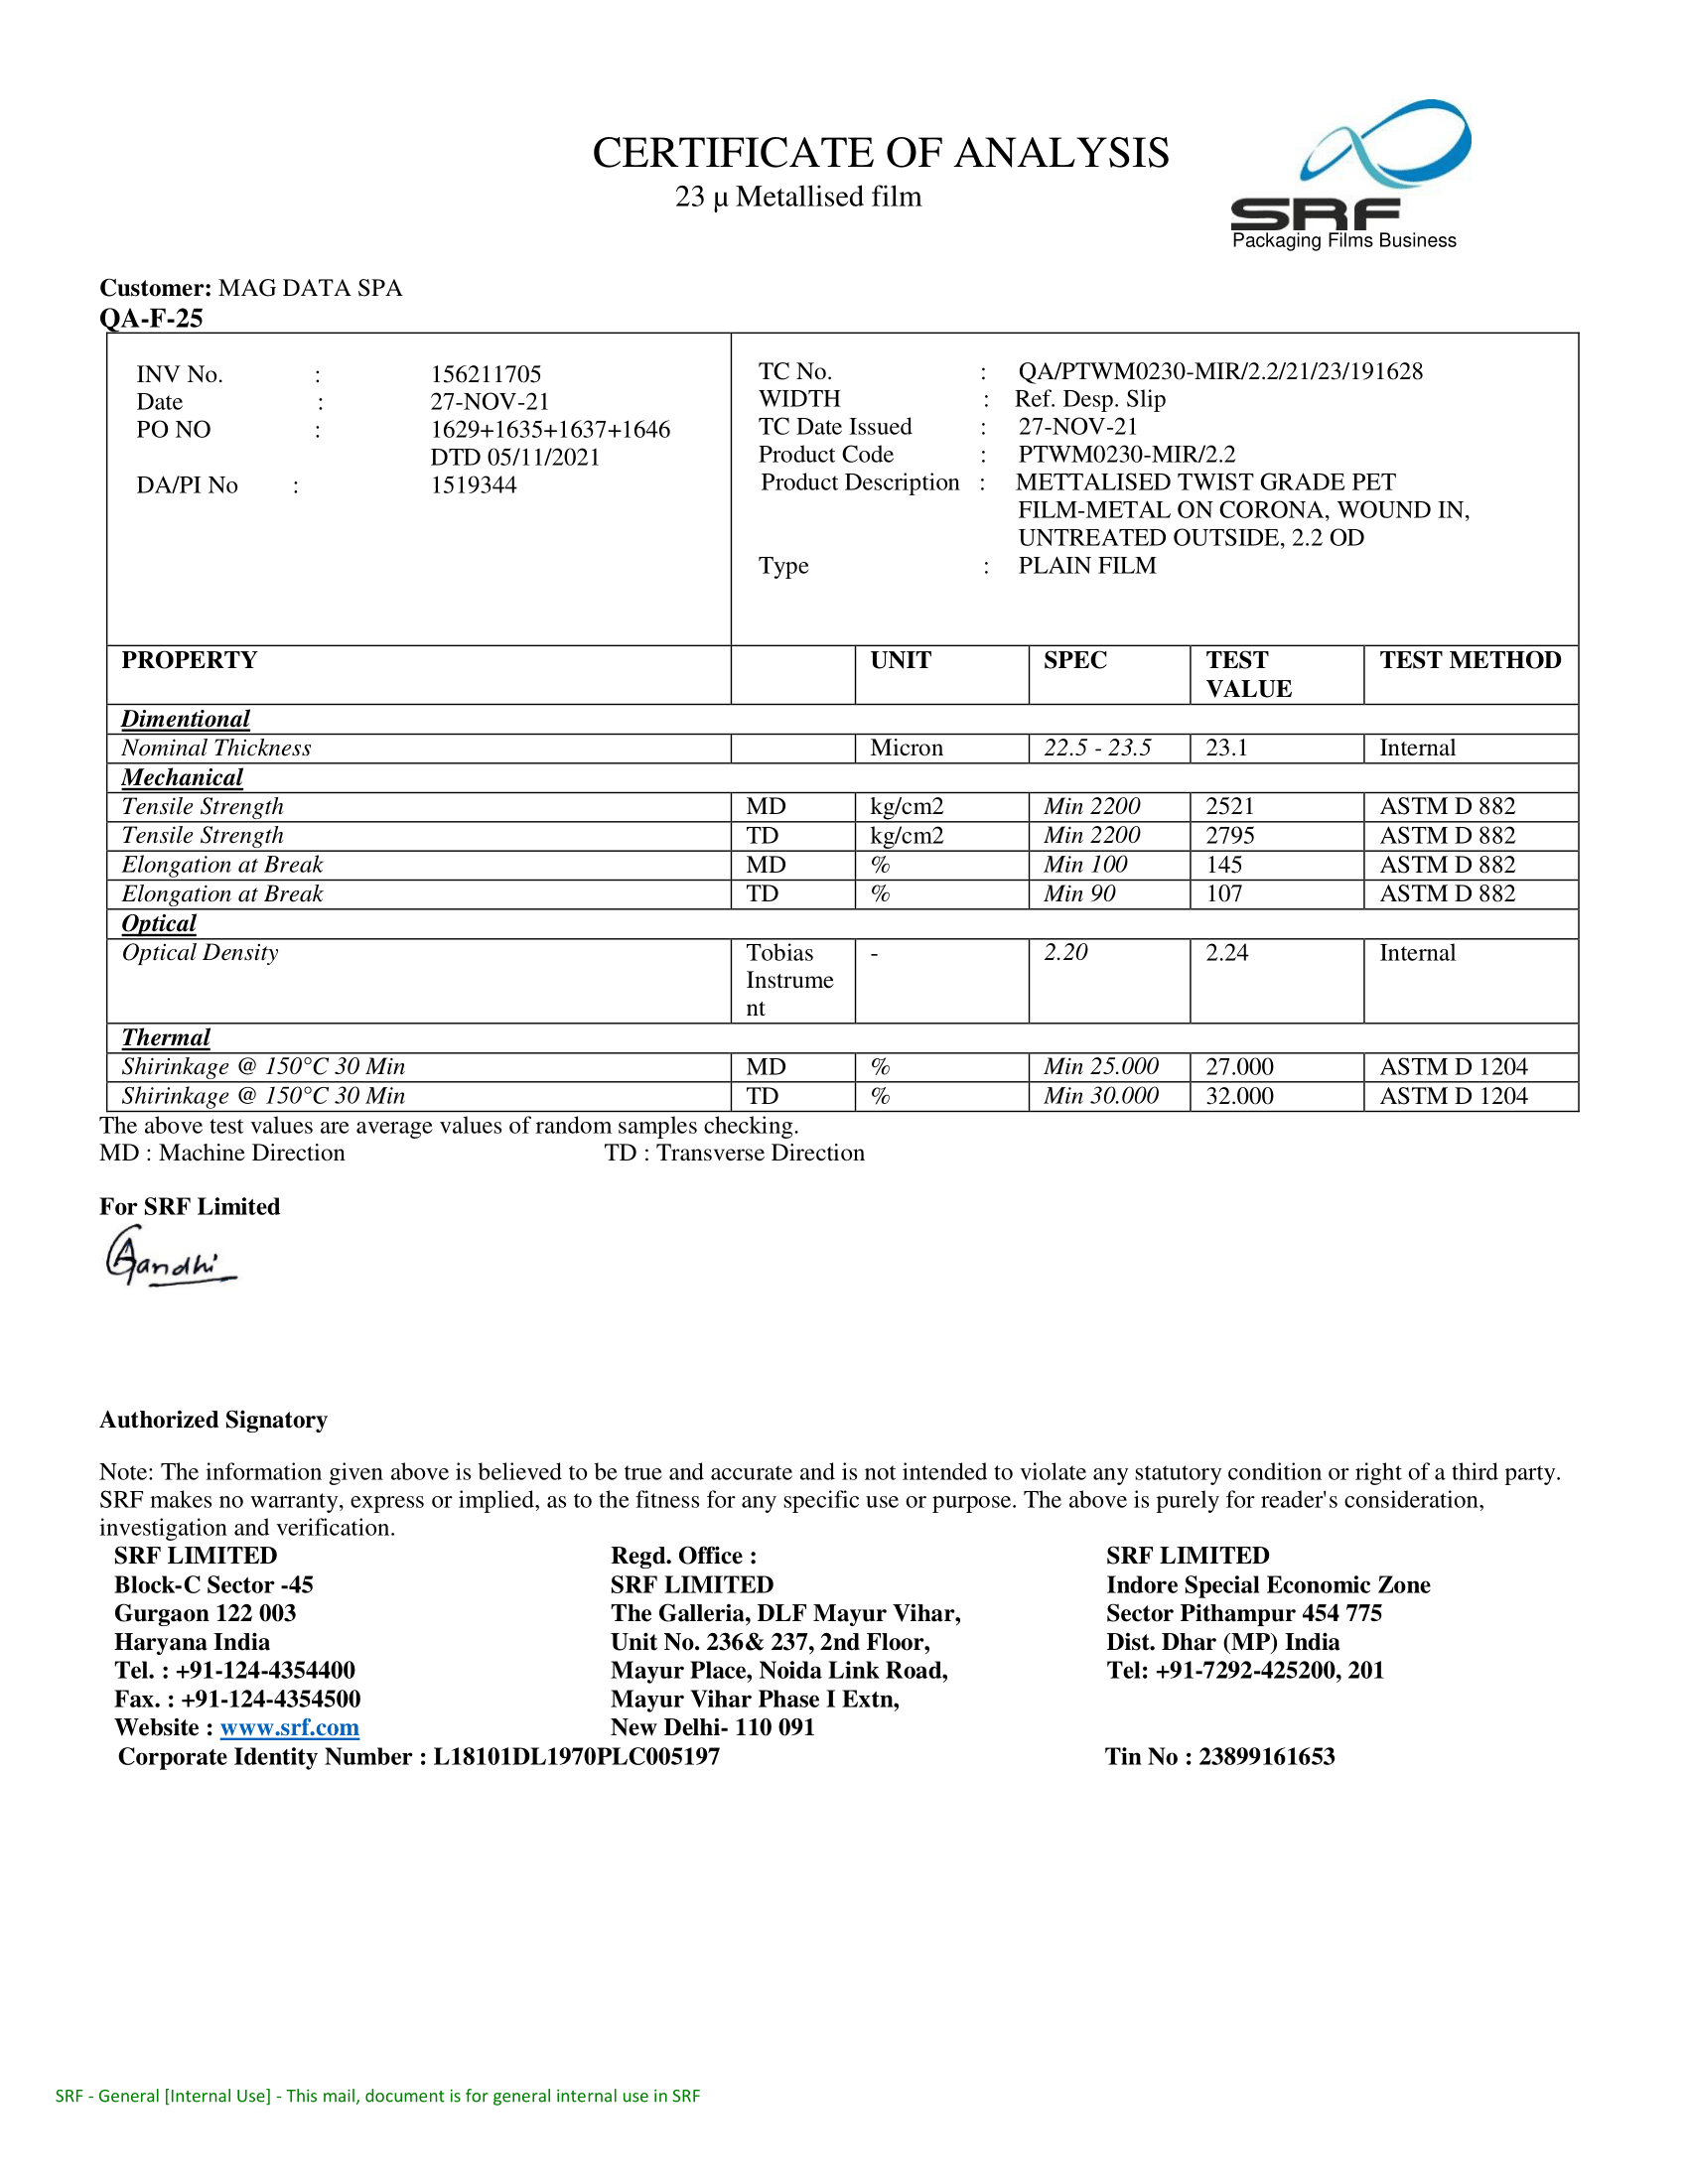 CERTIFICATE OF ANALYSIS
23 µ Metallised film
SRF
Packaging Films Business
Customer: MAG DATA SPA
QA-F-25
INV No. : 156211705
Date : 27-NOV-21
PO NO : 1629+1635+1637+1646
DTD 05/11/2021
DA/PI No : 1519344
TC No. : QA/PTWM0230-MIR/2.2/21/23/191628
WIDTH : Ref. Desp. Slip
TC Date Issued : 27-NOV-21
Product Code : PTWM0230-MIR/2.2
Product Description : METTALISED TWIST GRADE PET
FILM-METAL ON CORONA, WOUND IN,
UNTREATED OUTSIDE, 2.2 OD
Type : PLAIN FILM
PROPERTY UNIT SPEC TEST VALUE TEST METHOD
Dimentional
Nominal Thickness Micron 22.5 - 23.5 23.1 Internal
Mechanical
Tensile Strength MD kg/cm2 Min 2200 2521 ASTM D 882
Tensile Strength TD kg/cm2 Min 2200 2795 ASTM D 882
Elongation at Break MD % Min 100 145 ASTM D 882
Elongation at Break TD % Min 90 107 ASTM D 882
Optical
Optical Density Tobias Instrument - 2.20 2.24 Internal
Thermal
Shirinkage @ 150°C 30 Min MD % Min 25.000 27.000 ASTM D 1204
Shirinkage @ 150°C 30 Min TD % Min 30.000 32.000 ASTM D 1204
The above test values are average values of random samples checking.
MD : Machine Direction TD : Transverse Direction
For SRF Limited
Gandhi
Authorized Signatory
Note: The information given above is believed to be true and accurate and is not intended to violate any statutory condition or right of a third party.
SRF makes no warranty, express or implied, as to the fitness for any specific use or purpose. The above is purely for reader's consideration,
investigation and verification.
SRF LIMITED Regd. Office : SRF LIMITED
Block-C Sector -45 SRF LIMITED Indore Special Economic Zone
Gurgaon 122 003 The Galleria, DLF Mayur Vihar, Sector Pithampur 454 775
Haryana India Unit No. 236& 237, 2nd Floor, Dist. Dhar (MP) India
Tel. : +91-124-4354400 Mayur Place, Noida Link Road, Tel: +91-7292-425200, 201
Fax. : +91-124-4354500 Mayur Vihar Phase I Extn,
Website : www.srf.com New Delhi- 110 091
Corporate Identity Number : L18101DL1970PLC005197 Tin No : 23899161653
SRF - General [Internal Use] - This mail, document is for general internal use in SRF